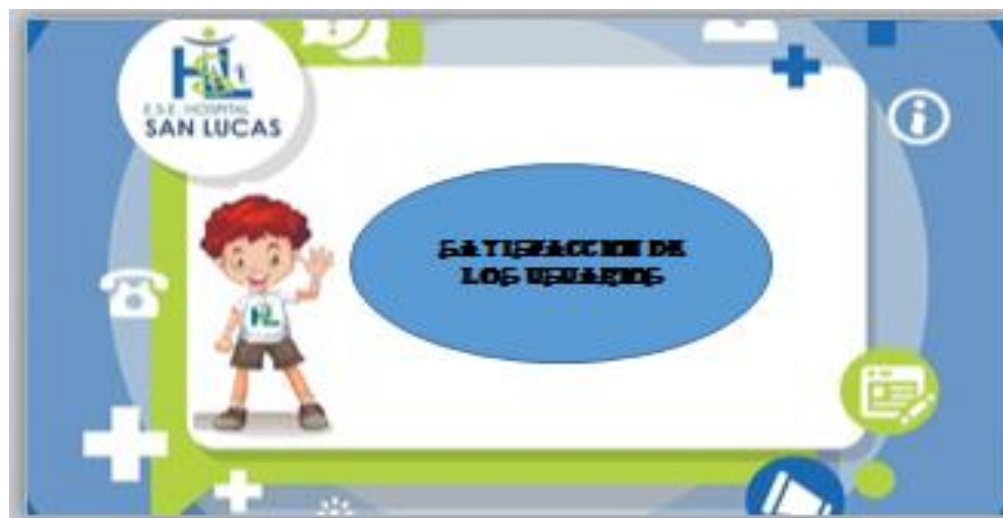 E.S.E. HOSPITAL
SAN LUCAS
SATISFACCION DE
LOS USUARIOS